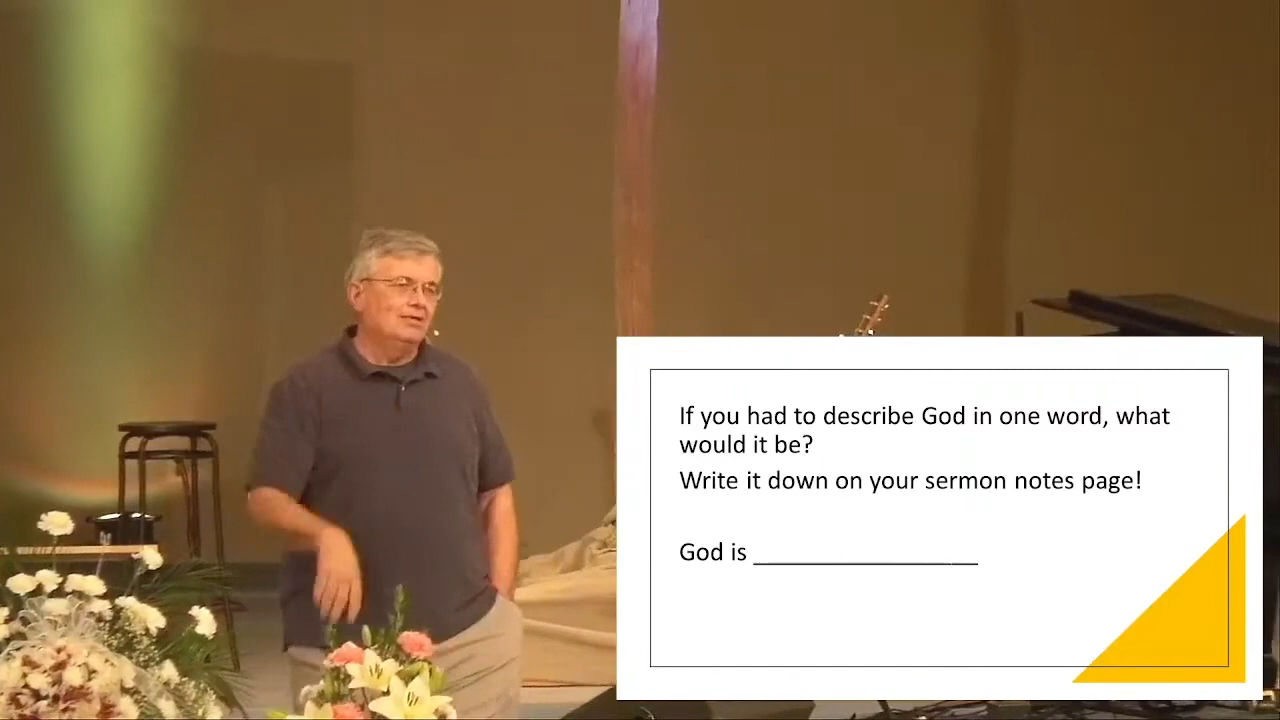 If you had to describe God in one word, what
would it be?
Write it down on your sermon notes page!
God is __________________